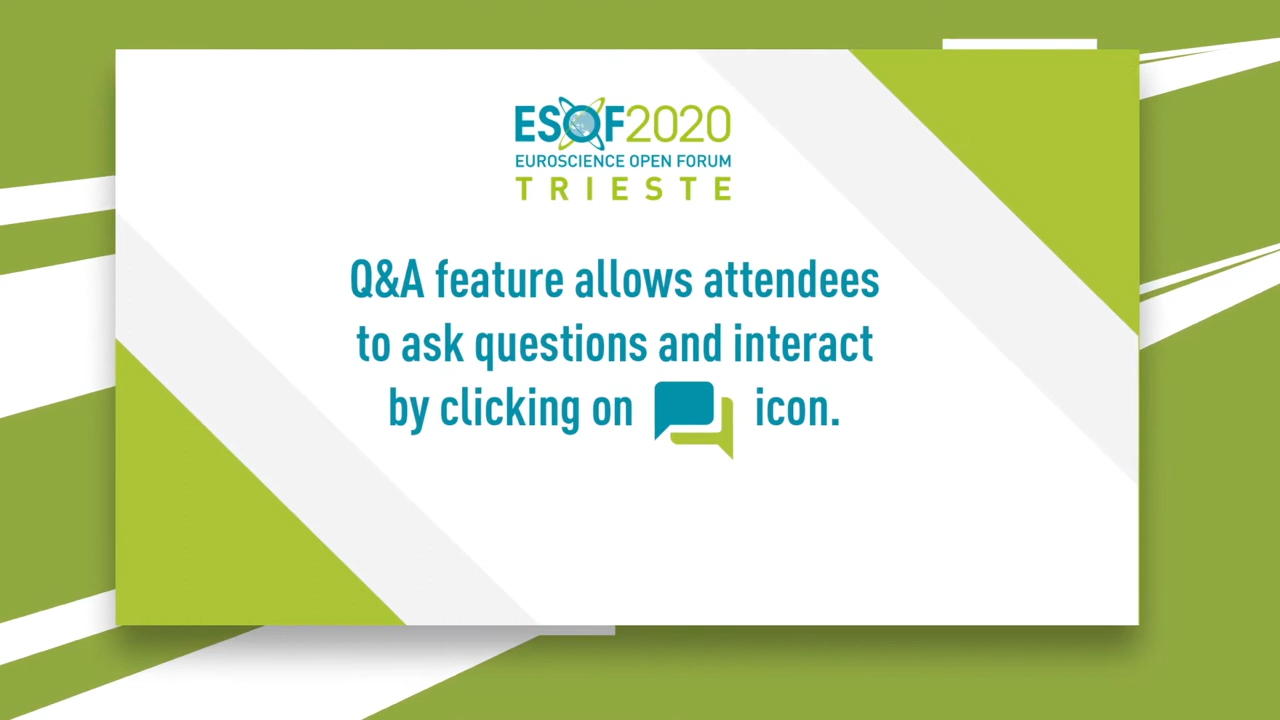 ESOF2020
EUROSCIENCE OPEN FORUM
TRIESTE
Q&A feature allows attendees
to ask questions and interact
by clicking on icon.